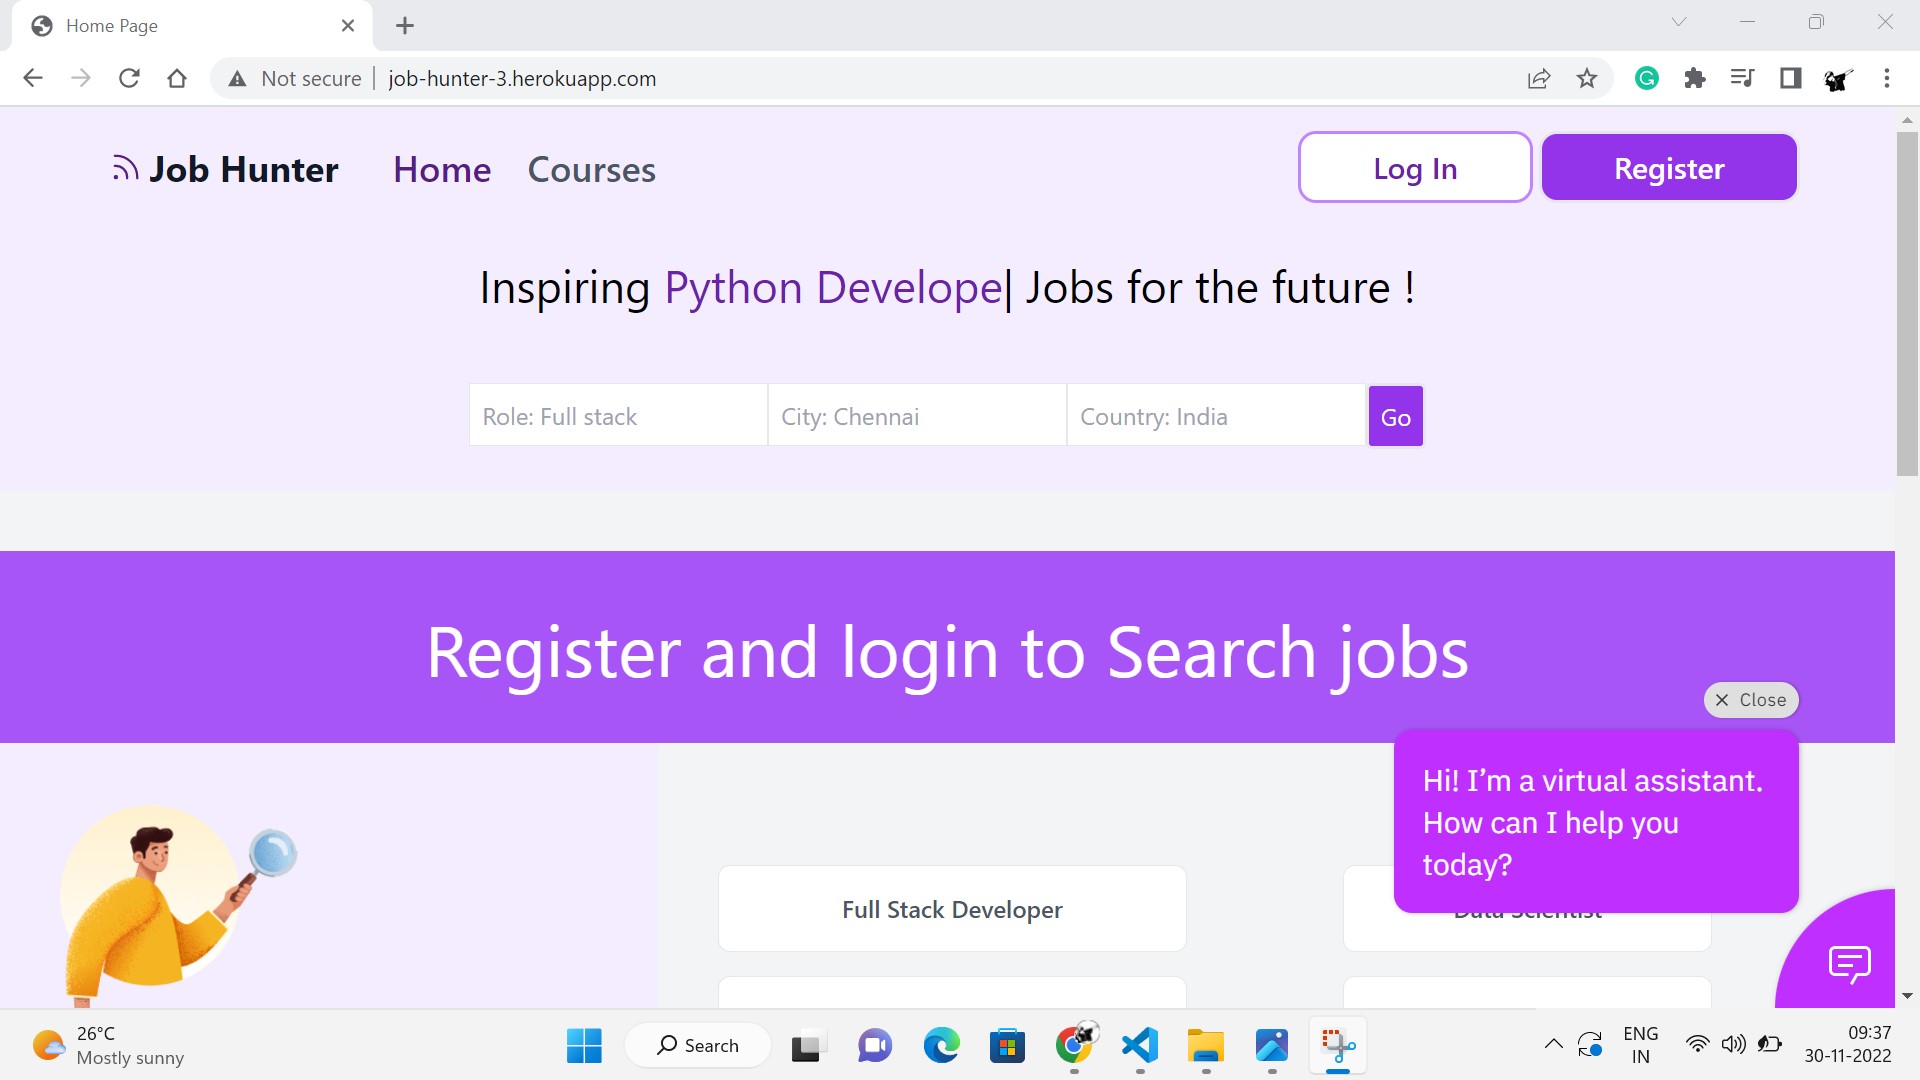 Home Page
Not secure
job-hunter-3.herokuapp.com
Job Hunter
Home
Courses
Log In
Register
Inspiring Python Develope| Jobs for the future !
Role: Full stack
City: Chennai
Country: India
Go
Register and login to Search jobs
Close
Hi! I’m a virtual assistant.
How can I help you
today?
Full Stack Developer
Data Scientist
26°C
Mostly sunny
Search
ENG
IN
09:37
30-11-2022